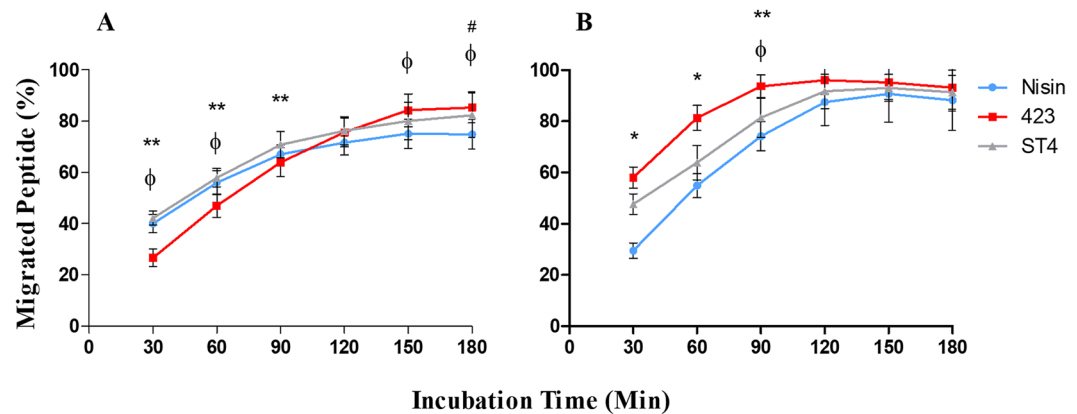 A
B
#
** ** ** ϕ ϕ
ϕ ϕ
** 
ϕ
*
*
Migrated Peptide (%)
100
80
60
40
20
0
0 30 60 90 120 150 180
100
80
60
40
20
0
0 30 60 90 120 150 180
Incubation Time (Min)
Nisin
423
ST4